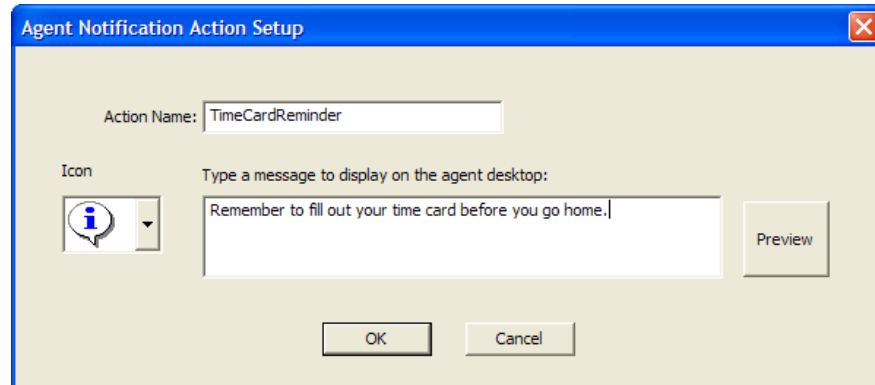 Agent Notification Action Setup
Action Name: TimeCardReminder
Icon
Type a message to display on the agent desktop:
Remember to fill out your time card before you go home.
Preview
OK
Cancel